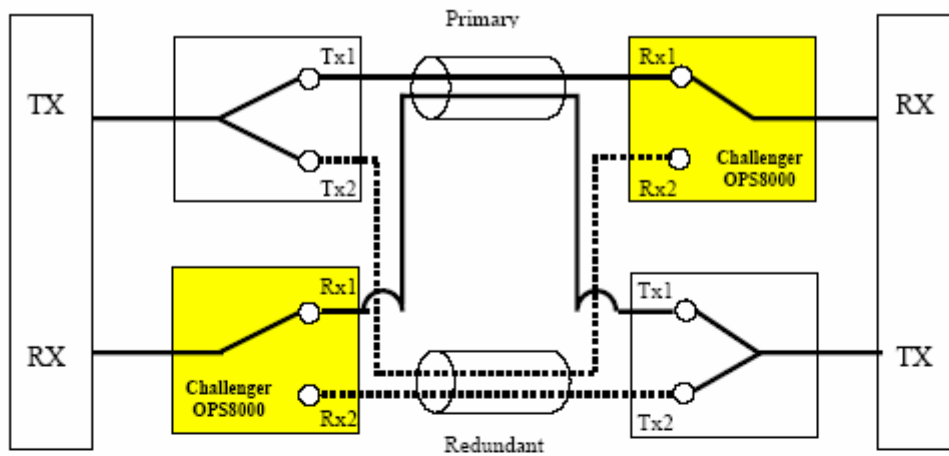 Primary
Tx1
Rx1
TX
RX
Challenger
OPS8000
Tx2
Rx2
Rx1
Tx1
RX
TX
Challenger
OPS8000
Rx2
Tx2
Redundant